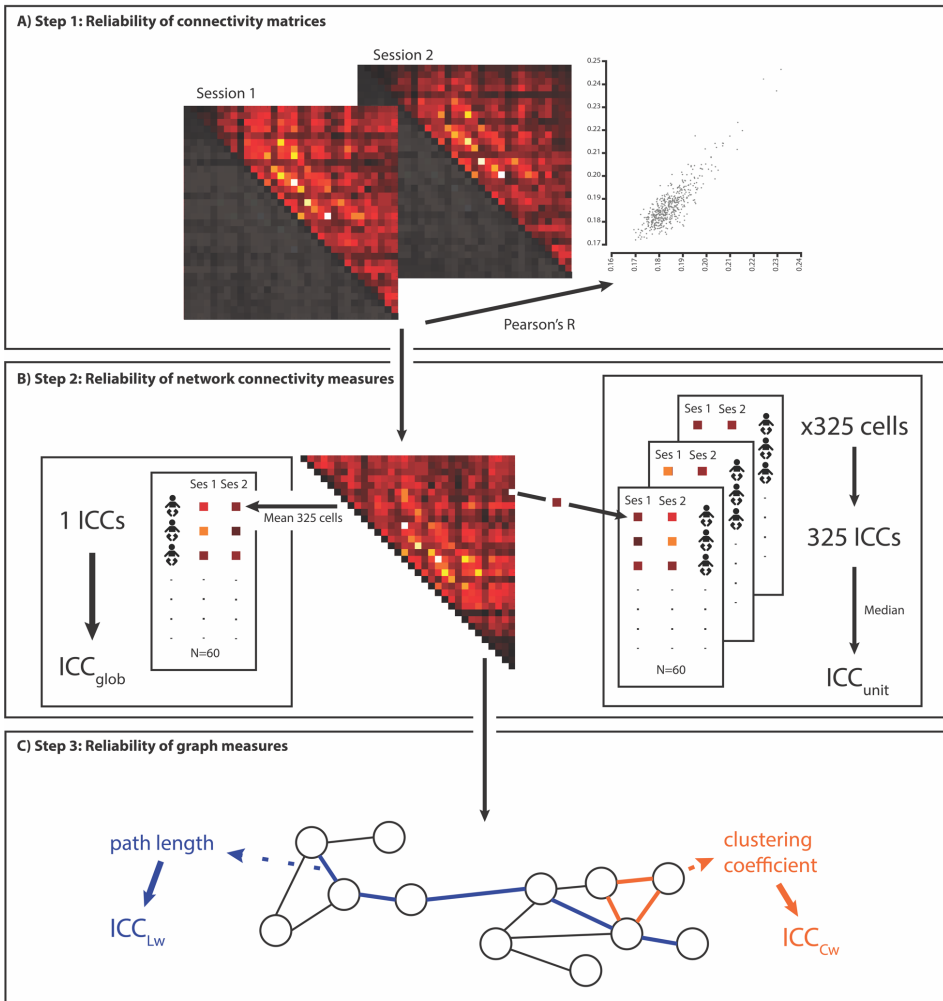 A) Step 1: Reliability of connectivity matrices
Session 1
Session 2
0.25
0.24
0.23
0.22
0.21
0.20
0.19
0.18
0.17
0.16
0.17
0.18
0.19
0.20
0.21
0.22
0.23
0.24
Pearson's R
B) Step 2: Reliability of network connectivity measures
1 ICCs
ICCglob
Ses 1 Ses 2
N=60
Mean 325 cells
Ses 1 Ses 2
Ses 1 Ses 2
Ses 1 Ses 2
N=60
x325 cells
325 ICCs
Median
ICCunit
C) Step 3: Reliability of graph measures
path length
ICCLw
clustering
coefficient
ICCCw